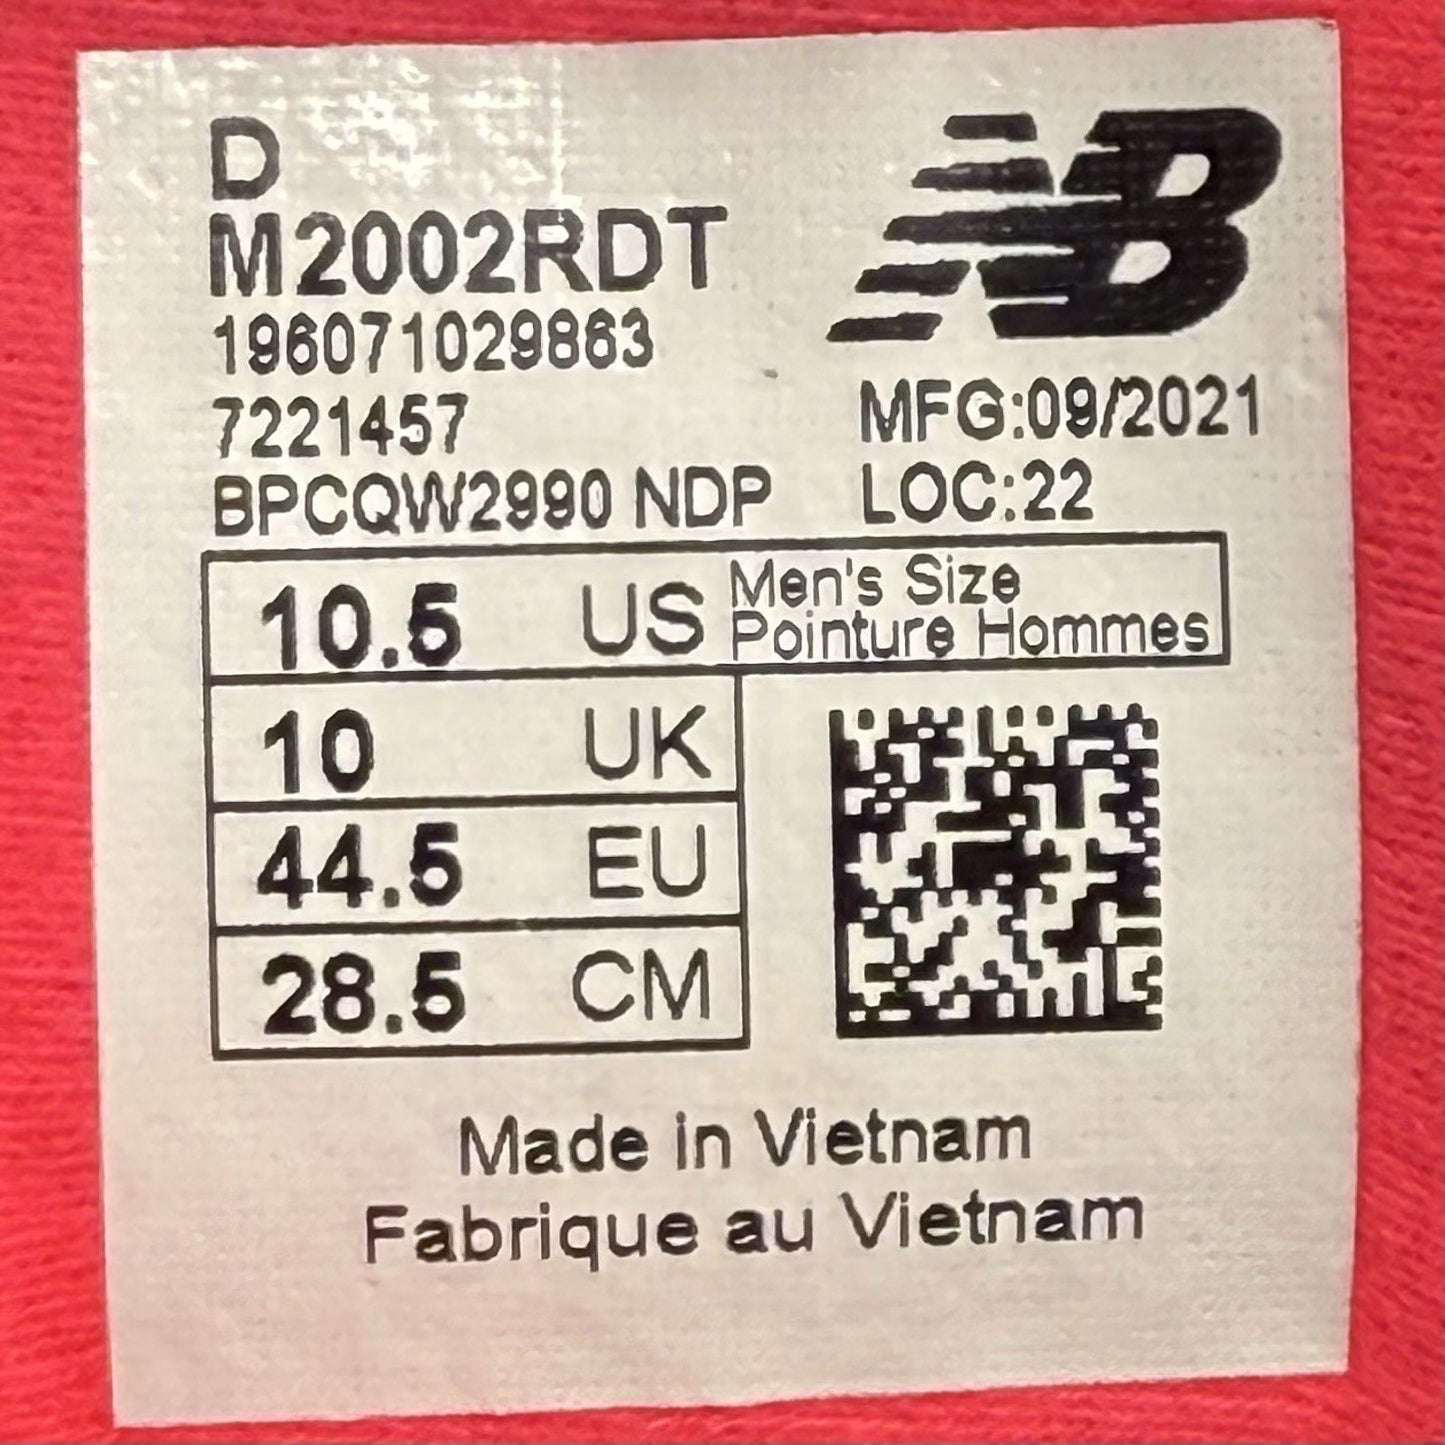 D
NB
M2002RDT
196071029863
7221457
MFG:09/2021
BPCQW2990 NDP
LOC:22
10.5 US Men's Size
Pointure Hommes
10 UK
44.5 EU
28.5 CM
Made in Vietnam
Fabrique au Vietnam